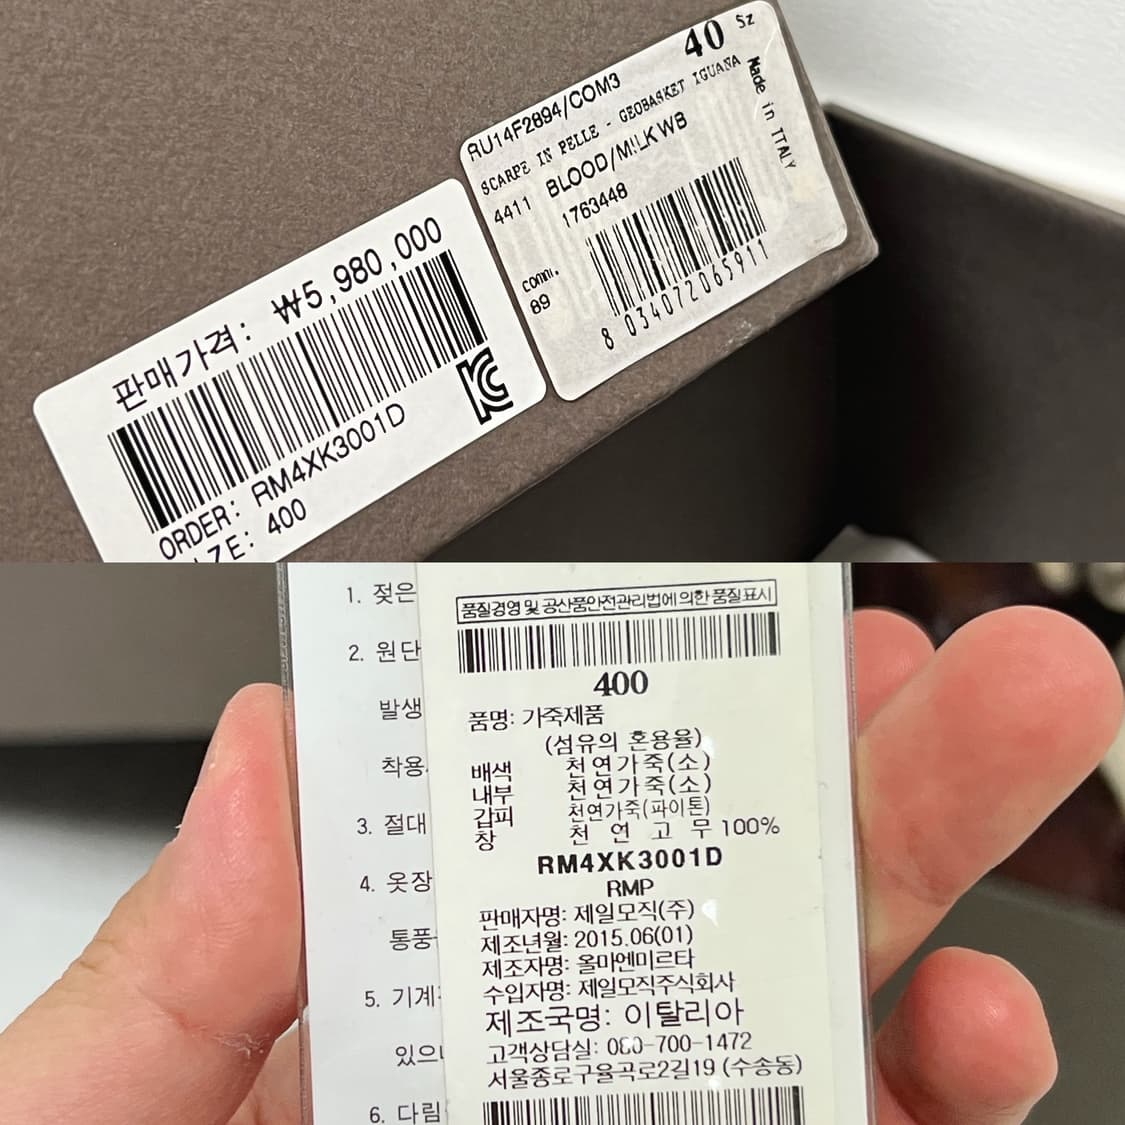 40 Sz
RU14F2894/COM3
SCARPE IN PELLE - GEOBASKET IGUANA
4411 BLOOD/MILK WB
1763448
Made in ITALY
comm.
89
8 034072065911
판매가격: ₩5,980,000
ORDER: RM4XK3001D
IZE: 400
1. 젖은
2. 원단
발생
착용
3. 절대
4. 옷장
통풍
5. 기계
있으
6. 다림
품질경영 및 공산품안전관리법에 의한 품질표시
400
품명: 가죽제품
(섬유의 혼용율)
배색 천연가죽(소)
내부 천연가죽(소)
갑피 천연가죽(파이톤)
창 천 연 고 무 100%
RM4XK3001D
RMP
판매자명: 제일모직(주)
제조년월: 2015.06(01)
제조자명: 올마엔미르타
수입자명: 제일모직주식회사
제조국명: 이탈리아
고객상담실: 080-700-1472
서울종로구율곡로2길19 (수송동)